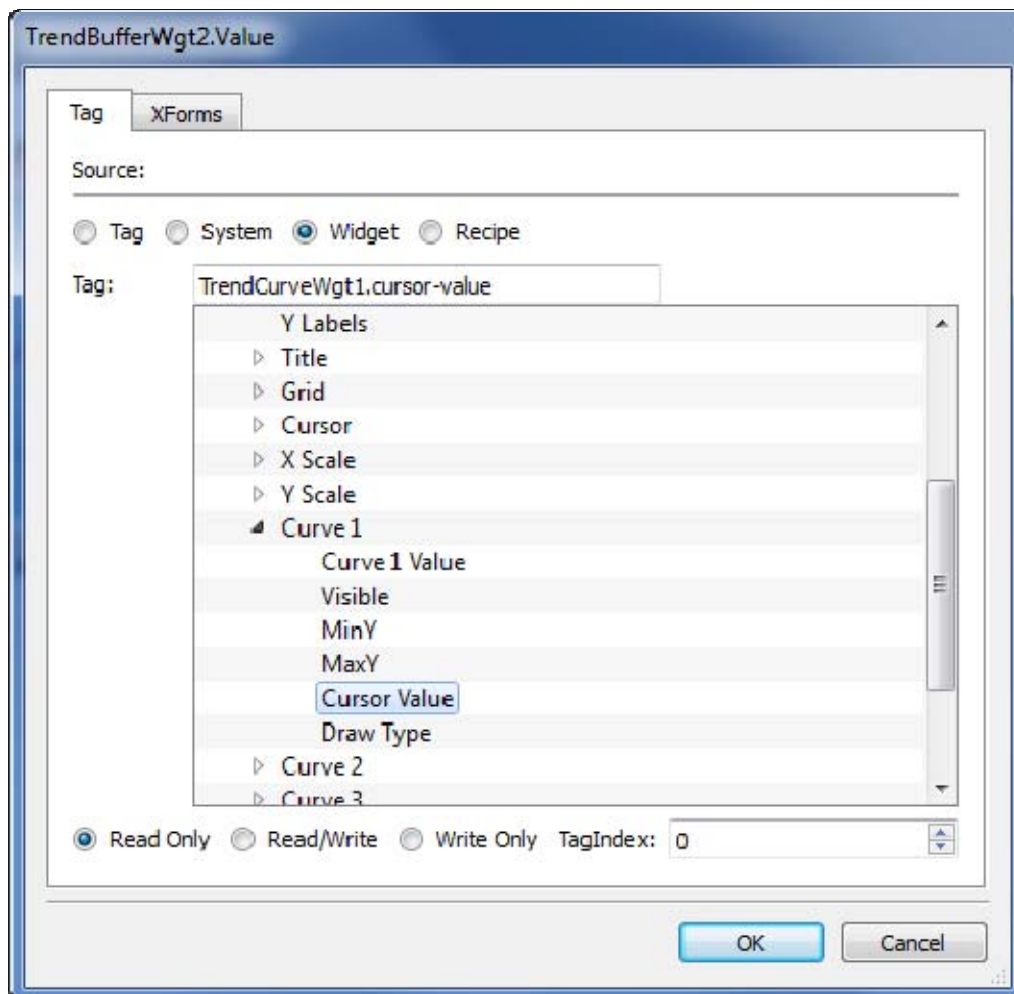 TrendBufferWgt2.Value
Tag XForms
Source:
Tag System Widget Recipe
Tag: TrendCurveWgt1.cursor-value
Y Labels
Title
Grid
Cursor
X Scale
Y Scale
Curve 1
Curve 1 Value
Visible
MinY
MaxY
Cursor Value
Draw Type
Curve 2
Curve 3
Read Only Read/Write Write Only TagIndex: 0
OK Cancel